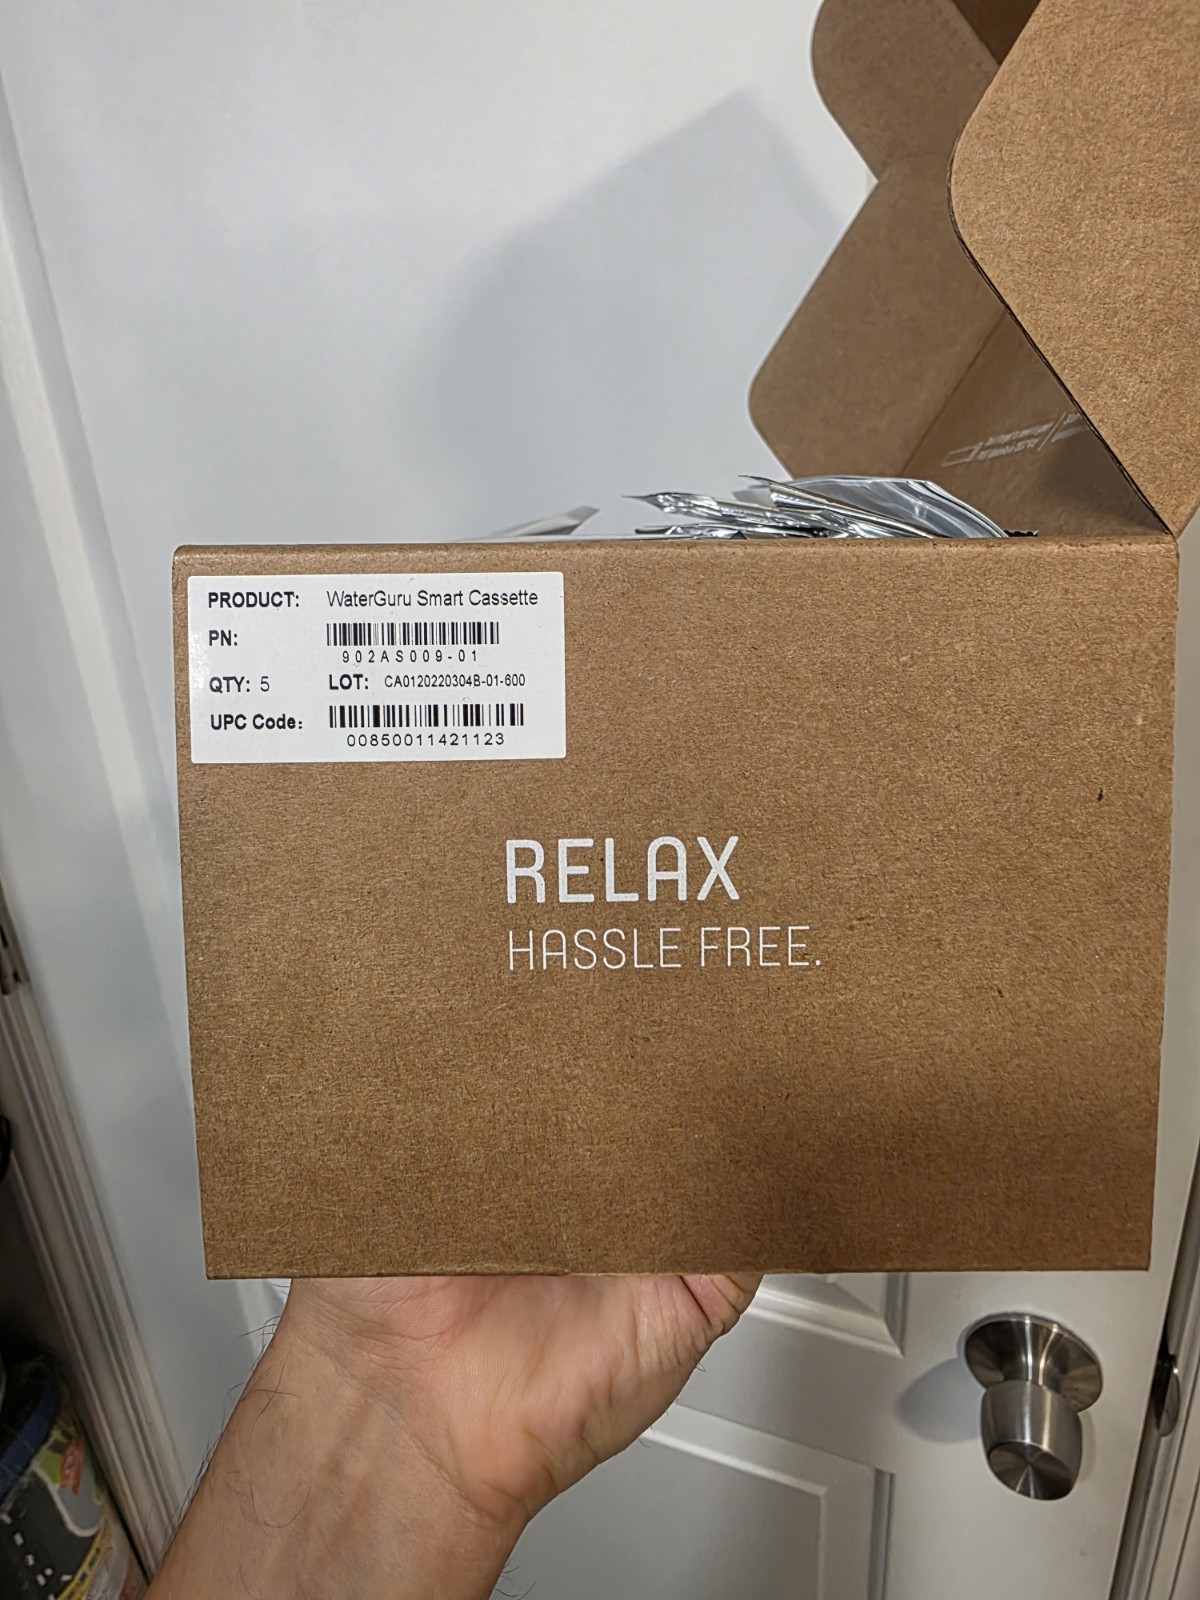 PRODUCT: WaterGuru Smart Cassette
PN:
902AS009-01
QTY: 5 LOT: CA0120220304B-01-600
UPC Code:
00850011421123
RELAX
HASSLE FREE.